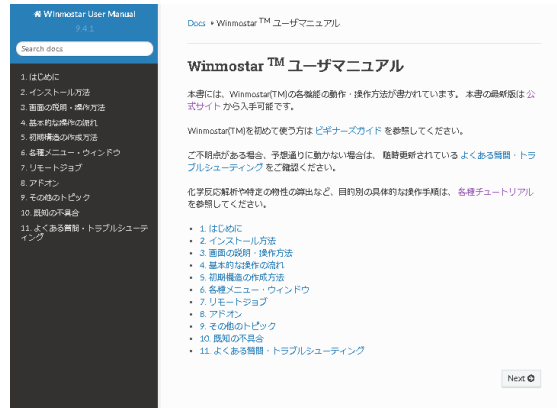 Winmostar User Manual
9.4.1
Search docs
1. はじめに
2. インストール方法
3. 画面の説明・操作方法
4. 基本的な操作の流れ
5. 初期構造の作成方法
6. 各種メニュー・ウィンドウ
7. リモートジョブ
8. アドオン
9. その他のトピック
10. 既知の不具合
11. よくある質問・トラブルシューテ
ィング
Docs » Winmostar TM ユーザマニュアル
Winmostar TM ユーザマニュアル
本書には、Winmostar(TM)の各機能の動作・操作方法が書かれています。 本書の最新版は 公
式サイト から入手可能です。
Winmostar(TM)を初めて使う方は ビギナーズガイド を参照してください。
ご不明点がある場合、予想通りに動かない場合は、 随時更新されている よくある質問・トラ
ブルシューティング をご確認ください。
化学反応解析や特定の物性の算出など、目的別の具体的な操作手順は、 各種チュートリアル
を参照してください。
1. はじめに
2. インストール方法
3. 画面の説明・操作方法
4. 基本的な操作の流れ
5. 初期構造の作成方法
6. 各種メニュー・ウィンドウ
7. リモートジョブ
8. アドオン
9. その他のトピック
10. 既知の不具合
11. よくある質問・トラブルシューティング
Next